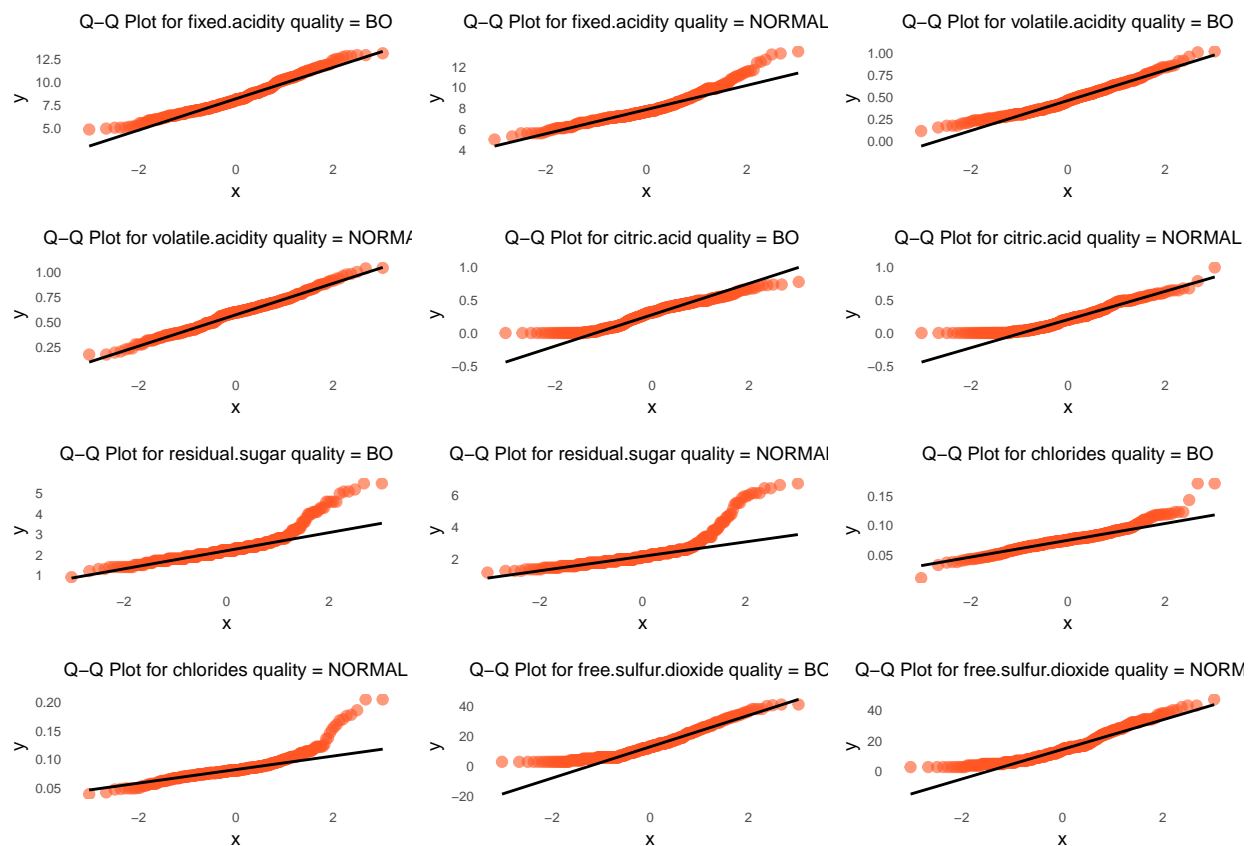 Q−Q Plot for fixed.acidity quality = BO
12.5
10.0
7.5
5.0
y
−2
0
2
x
Q−Q Plot for fixed.acidity quality = NORMAL
12
10
8
6
4
y
−2
0
2
x
Q−Q Plot for volatile.acidity quality = BO
1.00
0.75
0.50
0.25
0.00
y
−2
0
2
x
Q−Q Plot for volatile.acidity quality = NORMA
1.00
0.75
0.50
0.25
y
−2
0
2
x
Q−Q Plot for citric.acid quality = BO
1.0
0.5
0.0
−0.5
y
−2
0
2
x
Q−Q Plot for citric.acid quality = NORMAL
1.0
0.5
0.0
−0.5
y
−2
0
2
x
Q−Q Plot for residual.sugar quality = BO
5
4
3
2
1
y
−2
0
2
x
Q−Q Plot for residual.sugar quality = NORMAL
6
4
2
y
−2
0
2
x
Q−Q Plot for chlorides quality = BO
0.15
0.10
0.05
y
−2
0
2
x
Q−Q Plot for chlorides quality = NORMAL
0.20
0.15
0.10
0.05
y
−2
0
2
x
Q−Q Plot for free.sulfur.dioxide quality = BO
40
20
0
−20
y
−2
0
2
x
Q−Q Plot for free.sulfur.dioxide quality = NORM
40
20
0
y
−2
0
2
x